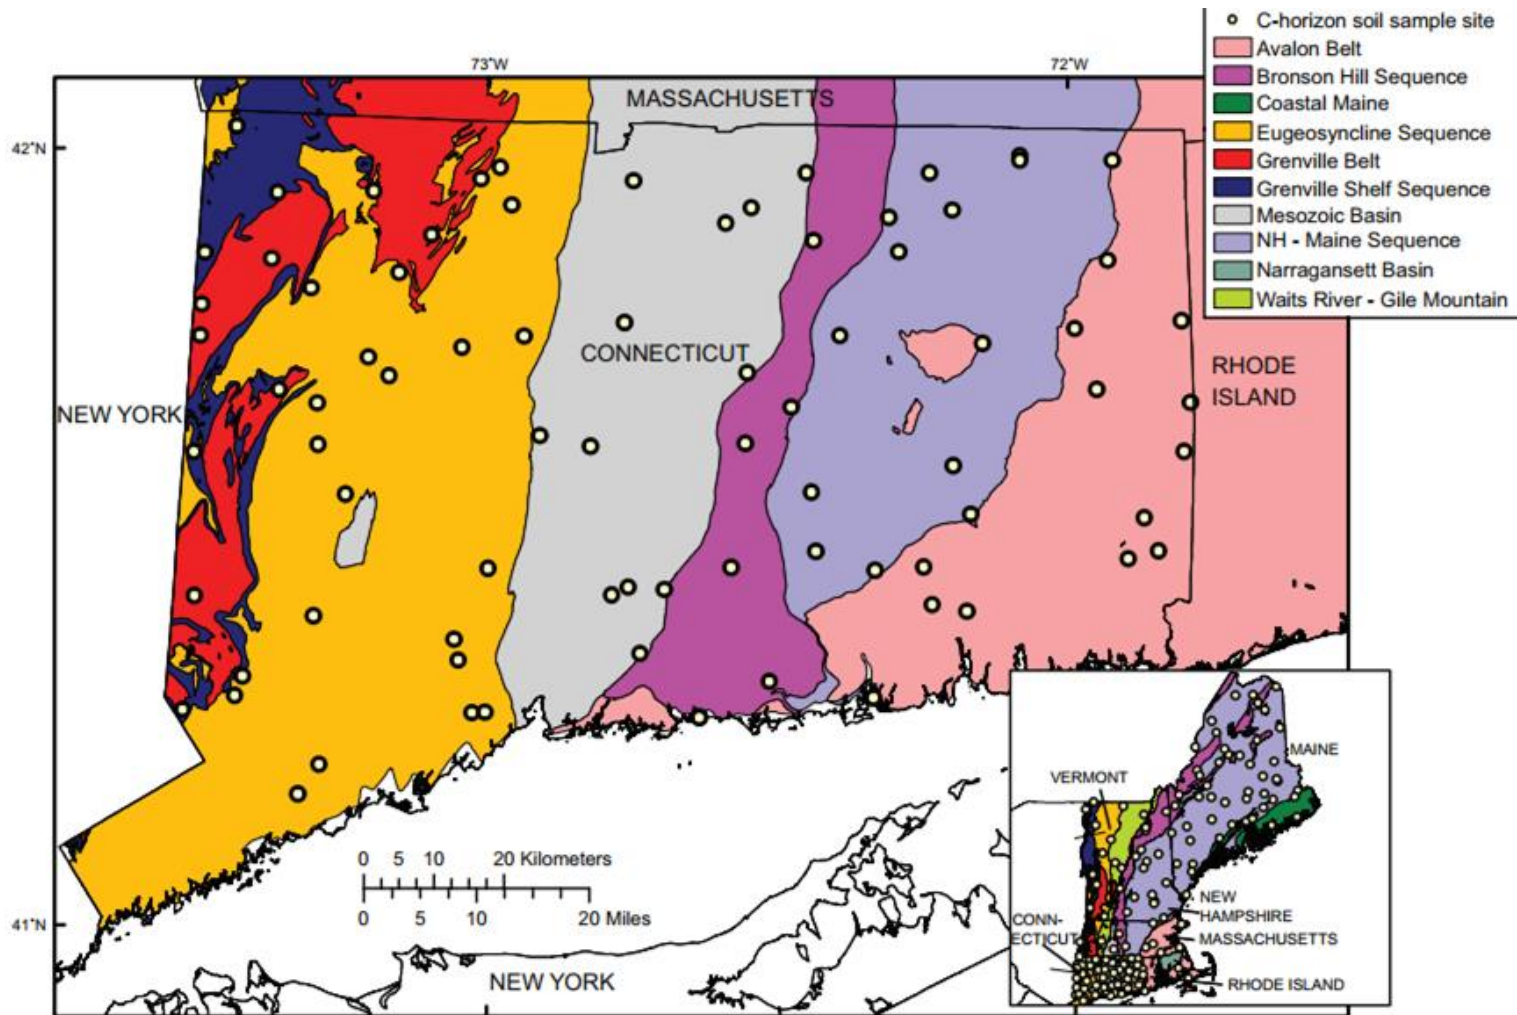 C-horizon soil sample site
Avalon Belt
Bronson Hill Sequence
Coastal Maine
Eugeosyncline Sequence
Grenville Belt
Grenville Shelf Sequence
Mesozoic Basin
NH - Maine Sequence
Narragansett Basin
Waits River - Gile Mountain
73°W
72°W
MASSACHUSETTS
42°N
CONNECTICUT
RHODE
ISLAND
NEW YORK
MAINE
VERMONT
0 5 10 20 Kilometers
0 5 10 20 Miles
NEW
HAMPSHIRE
CONN-
ECTICUT
MASSACHUSETTS
RHODE ISLAND
41°N
NEW YORK